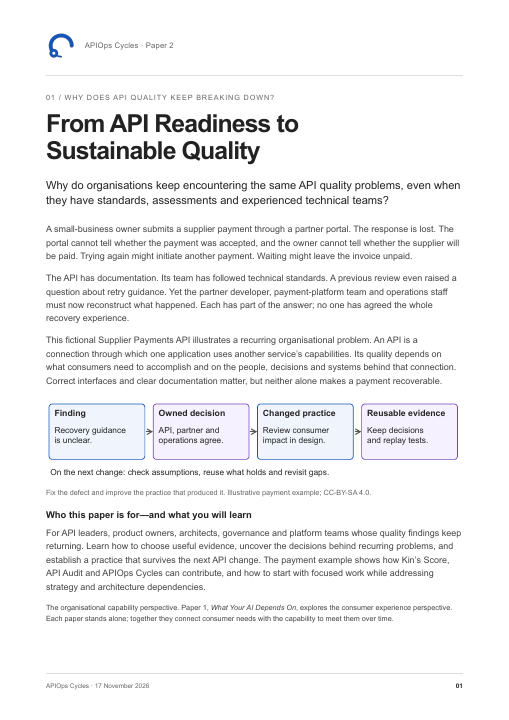 APIOps Cycles · Paper 2
01 / WHY DOES API QUALITY KEEP BREAKING DOWN?
From API Readiness to
Sustainable Quality
Why do organisations keep encountering the same API quality problems, even when
they have standards, assessments and experienced technical teams?
A small-business owner submits a supplier payment through a partner portal. The response is lost. The
portal cannot tell whether the payment was accepted, and the owner cannot tell whether the supplier will
be paid. Trying again might initiate another payment. Waiting might leave the invoice unpaid.
The API has documentation. Its team has followed technical standards. A previous review even raised a
question about retry guidance. Yet the partner developer, payment-platform team and operations staff
must now reconstruct what happened. Each has part of the answer; no one has agreed the whole
recovery experience.
This fictional Supplier Payments API illustrates a recurring organisational problem. An API is a
connection through which one application uses another service's capabilities. Its quality depends on
what consumers need to accomplish and on the people, decisions and systems behind that connection.
Correct interfaces and clear documentation matter, but neither alone makes a payment recoverable.
Finding
Recovery guidance
is unclear.
Owned decision
API, partner and
operations agree.
Changed practice
Review consumer
impact in design.
Reusable evidence
Keep decisions
and replay tests.
On the next change: check assumptions, reuse what holds and revisit gaps.
Fix the defect and improve the practice that produced it. Illustrative payment example; CC-BY-SA 4.0.
Who this paper is for—and what you will learn
For API leaders, product owners, architects, governance and platform teams whose quality findings keep
returning. Learn how to choose useful evidence, uncover the decisions behind recurring problems, and
establish a practice that survives the next API change. The payment example shows how Kin's Score,
API Audit and APIOps Cycles can contribute, and how to start with focused work while addressing
strategy and architecture dependencies.
The organisational capability perspective. Paper 1, What Your AI Depends On, explores the consumer experience perspective.
Each paper stands alone; together they connect consumer needs with the capability to meet them over time.
APIOps Cycles · 17 November 2026
01